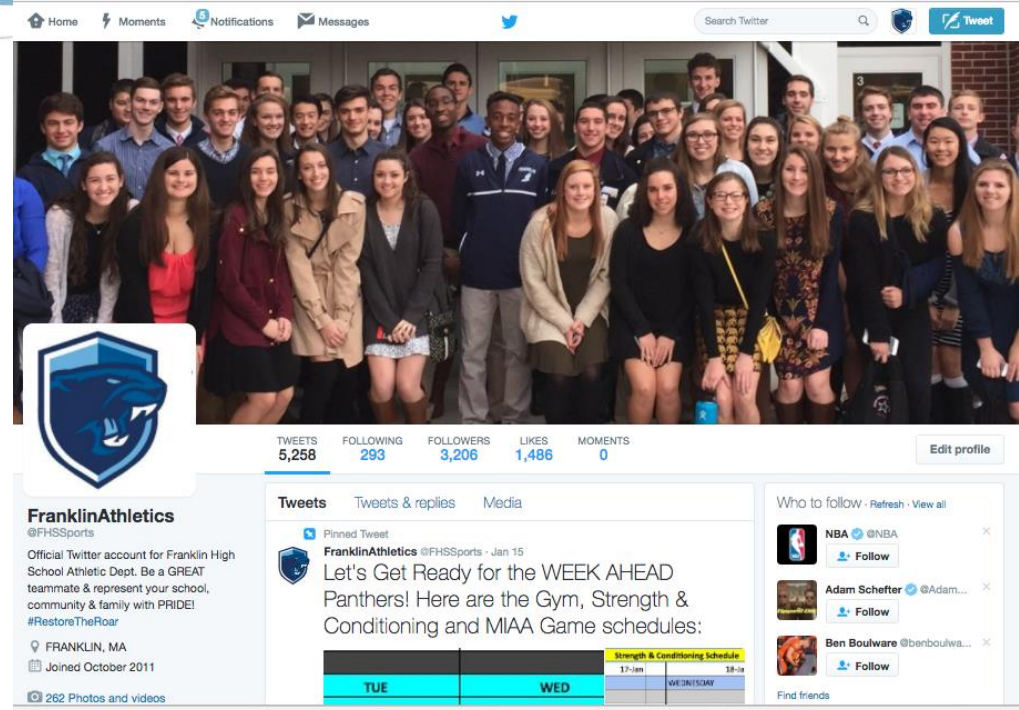 Home Moments 5 Notifications Messages Search Twitter Tweet
3
TWEETS FOLLOWING FOLLOWERS LIKES MOMENTS
5,258 293 3,206 1,486 0
Edit profile
FranklinAthletics
@FHSSports
Official Twitter account for Franklin High
School Athletic Dept. Be a GREAT
teammate & represent your school,
community & family with PRIDE!
#RestoreTheRoar
FRANKLIN, MA
Joined October 2011
262 Photos and videos
Tweets Tweets & replies Media
Pinned Tweet
FranklinAthletics @FHSSports · Jan 15
Let's Get Ready for the WEEK AHEAD
Panthers! Here are the Gym, Strength &
Conditioning and MIAA Game schedules:
TUE WED
Strength & Conditioning Schedule
17-Jan 18-Ja
WEDNESDAY
Who to follow · Refresh · View all
NBA @NBA
Follow
Adam Schefter @Adam...
Follow
Ben Boulware @benboulwa...
Follow
Find friends